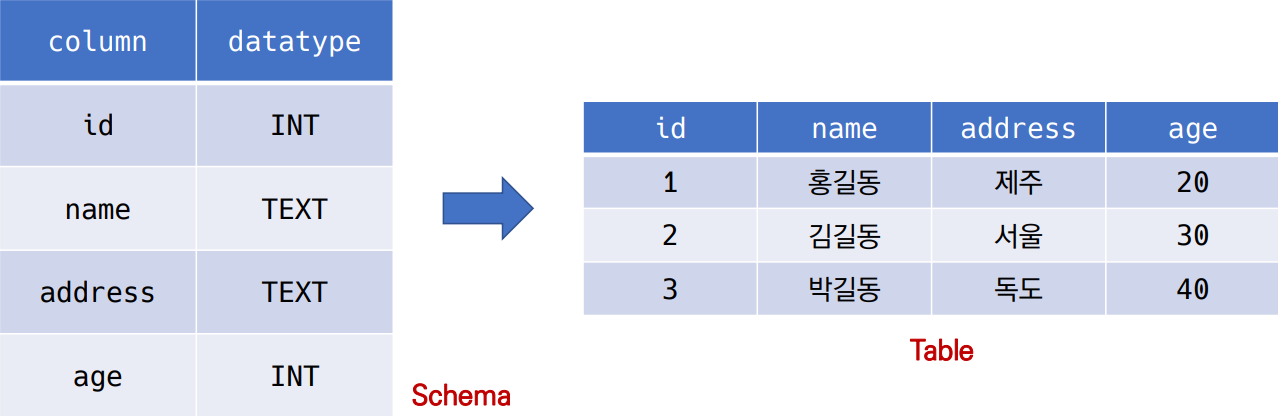 column datatype
id INT
name TEXT
address TEXT
age INT
Schema
id name address age
1 홍길동 제주 20
2 김길동 서울 30
3 박길동 독도 40
Table